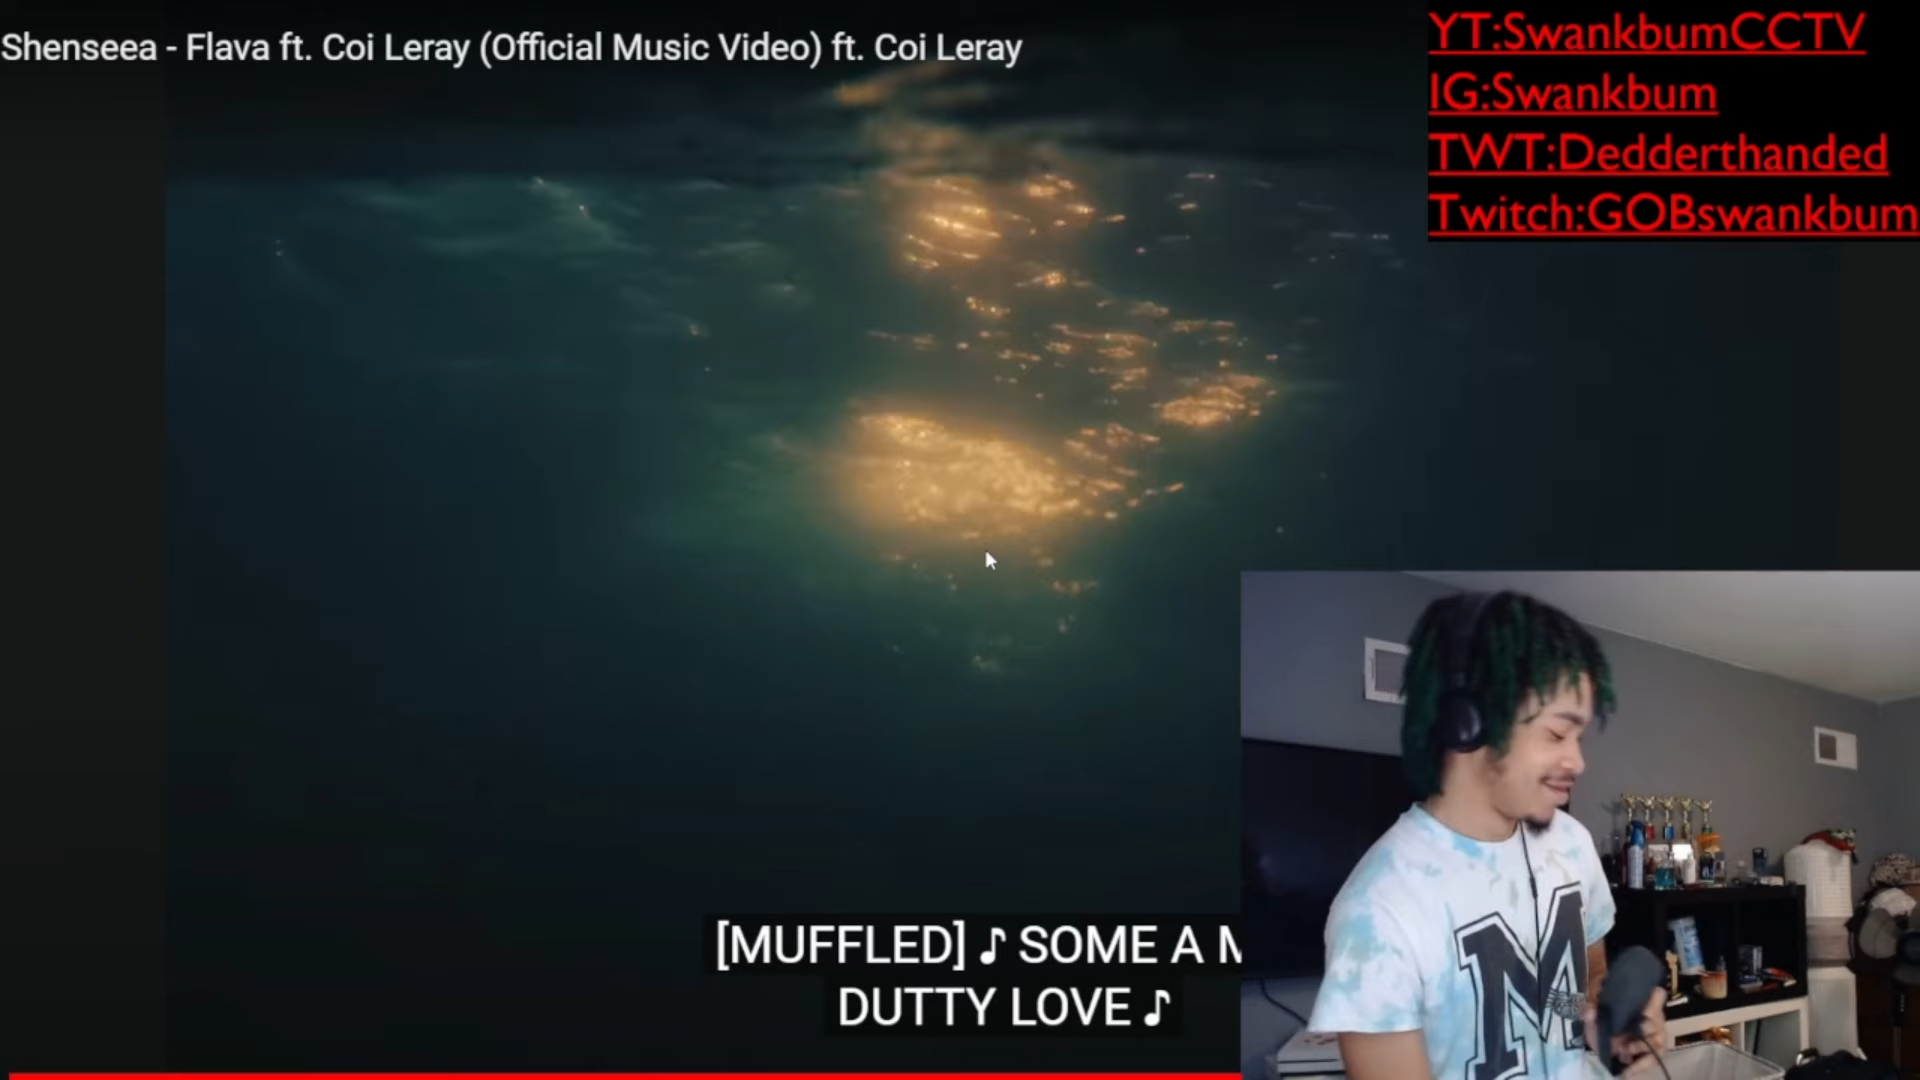 Shenseea - Flava ft. Coi Leray (Official Music Video) ft. Coi Leray
YT:SwankbumCCTV
IG:Swankbum
TWT:Dedderthanded
Twitch:GOBswankbum
[MUFFLED] ♪ SOME A
DUTTY LOVE ♪
M